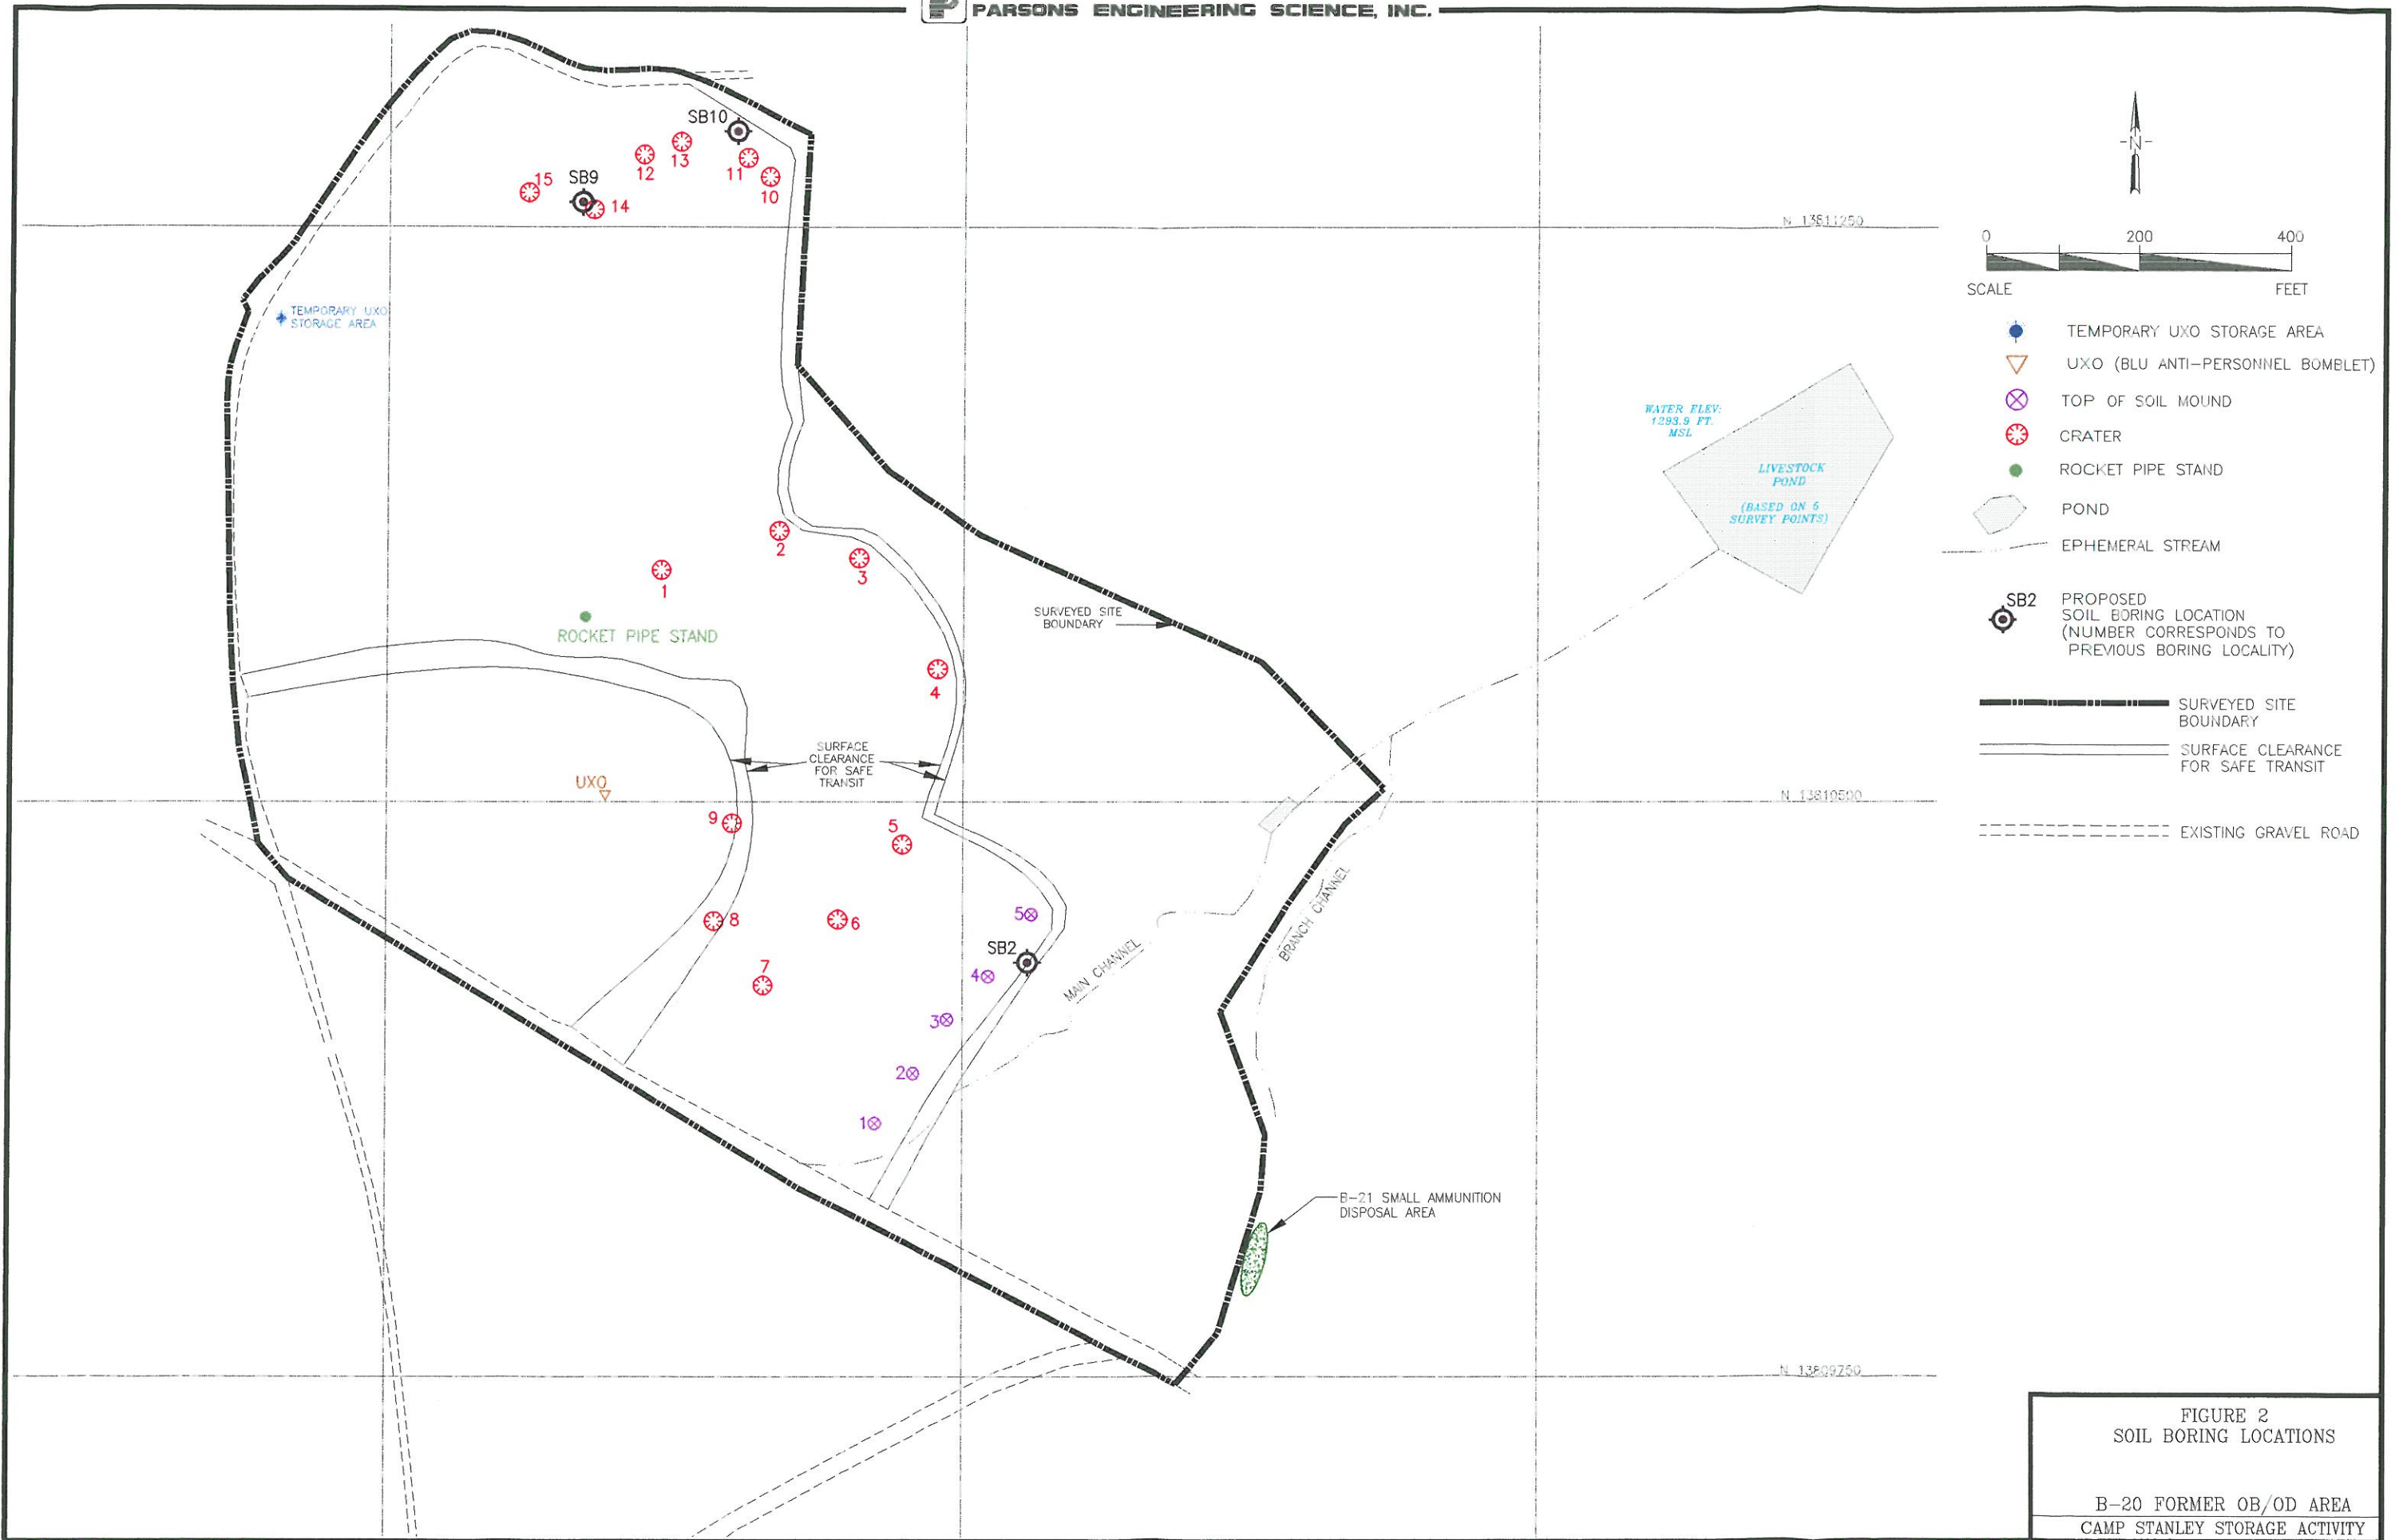 PARSONS ENGINEERING SCIENCE, INC.
SB10
13
12
11
10
15
SB9
14
N 13811250
-N-
0 200 400
SCALE FEET
TEMPORARY UXO
STORAGE AREA
TEMPORARY UXO STORAGE AREA
UXO (BLU ANTI-PERSONNEL BOMBLET)
TOP OF SOIL MOUND
CRATER
ROCKET PIPE STAND
POND
EPHEMERAL STREAM
SB2 PROPOSED
SOIL BORING LOCATION
(NUMBER CORRESPONDS TO
PREVIOUS BORING LOCALITY)
SURVEYED SITE
BOUNDARY
SURFACE CLEARANCE
FOR SAFE TRANSIT
EXISTING GRAVEL ROAD
WATER ELEV:
1293.9 FT.
MSL
LIVESTOCK
POND
(BASED ON 6
SURVEY POINTS)
2
3
1
ROCKET PIPE STAND
SURVEYED SITE
BOUNDARY
4
SURFACE
CLEARANCE
FOR SAFE
TRANSIT
UXO
N 13810500
9
5
8
6
7
5
SB2
4
3
2
1
MAIN CHANNEL
BRANCH CHANNEL
B-21 SMALL AMMUNITION
DISPOSAL AREA
N 13809750
FIGURE 2
SOIL BORING LOCATIONS
B-20 FORMER OB/OD AREA
CAMP STANLEY STORAGE ACTIVITY